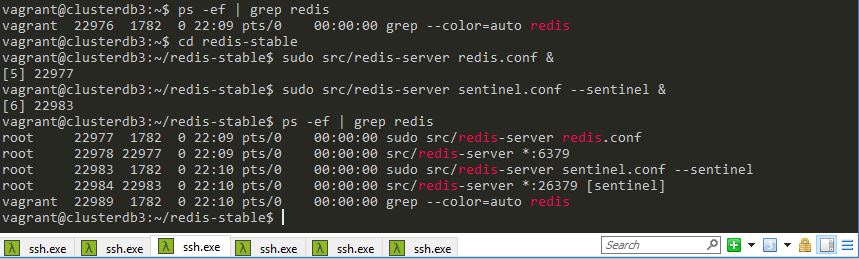 vagrant@clusterdb3:~$ ps -ef | grep redis
vagrant  22976  1782  0 22:09 pts/0    00:00:00 grep --color=auto redis
vagrant@clusterdb3:~$ cd redis-stable
vagrant@clusterdb3:~/redis-stable$ sudo src/redis-server redis.conf &
[5] 22977
vagrant@clusterdb3:~/redis-stable$ sudo src/redis-server sentinel.conf --sentinel &
[6] 22983
vagrant@clusterdb3:~/redis-stable$ ps -ef | grep redis
root     22977  1782  0 22:09 pts/0    00:00:00 sudo src/redis-server redis.conf
root     22978 22977  0 22:09 pts/0    00:00:00 src/redis-server *:6379
root     22983  1782  0 22:10 pts/0    00:00:00 sudo src/redis-server sentinel.conf --sentinel
root     22984 22983  0 22:10 pts/0    00:00:00 src/redis-server *:26379 [sentinel]
vagrant  22989  1782  0 22:10 pts/0    00:00:00 grep --color=auto redis
vagrant@clusterdb3:~/redis-stable$
λ ssh.exe λ ssh.exe λ ssh.exe λ ssh.exe λ ssh.exe λ ssh.exe Search